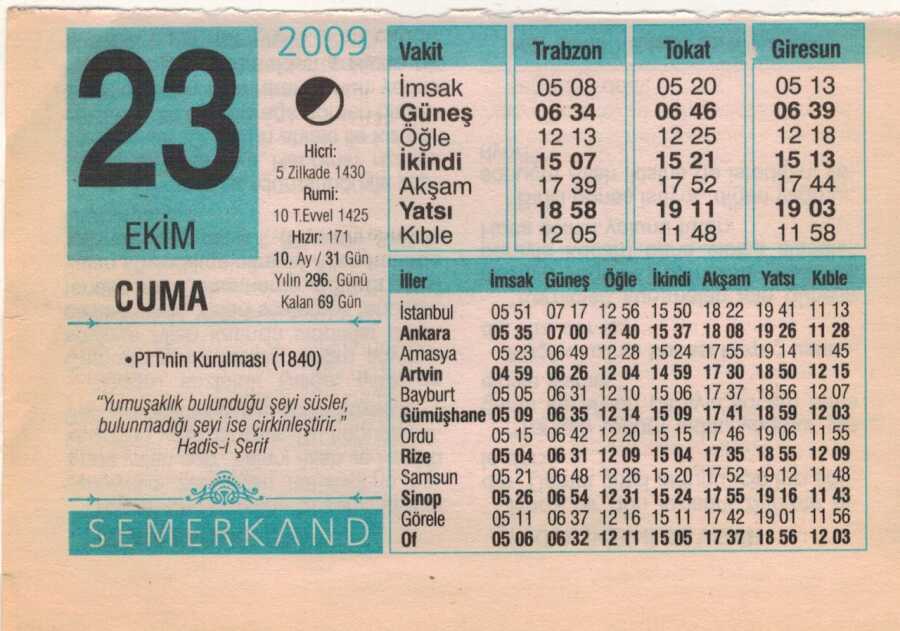 23
EKİM
CUMA
2009
Hicri:
5 Zilkade 1430
Rumi:
10 T.Evvel 1425
Hızır: 171
10. Ay / 31 Gün
Yılın 296. Günü
Kalan 69 Gün
•PTT'nin Kurulması (1840)
"Yumuşaklık bulunduğu şeyi süsler,
bulunmadığı şeyi ise çirkinleştirir."
Hadis-i Şerif
SEMERKAND
Vakit Trabzon Tokat Giresun
İmsak 05 08 05 20 05 13
Güneş 06 34 06 46 06 39
Öğle 12 13 12 25 12 18
İkindi 15 07 15 21 15 13
Akşam 17 39 17 52 17 44
Yatsı 18 58 19 11 19 03
Kıble 12 05 11 48 11 58
İller İmsak Güneş Öğle İkindi Akşam Yatsı Kıble
İstanbul 05 51 07 17 12 56 15 50 18 22 19 41 11 13
Ankara 05 35 07 00 12 40 15 37 18 08 19 26 11 28
Amasya 05 23 06 49 12 28 15 24 17 55 19 14 11 45
Artvin 04 59 06 26 12 04 14 59 17 30 18 50 12 15
Bayburt 05 05 06 31 12 10 15 06 17 37 18 56 12 07
Gümüşhane 05 09 06 35 12 14 15 09 17 41 18 59 12 03
Ordu 05 15 06 42 12 20 15 15 17 46 19 06 11 55
Rize 05 04 06 31 12 09 15 04 17 35 18 55 12 09
Samsun 05 21 06 48 12 26 15 20 17 52 19 12 11 48
Sinop 05 26 06 54 12 31 15 24 17 55 19 16 11 43
Görele 05 11 06 37 12 16 15 11 17 42 19 01 11 56
Of 05 06 06 32 12 11 15 05 17 37 18 56 12 03